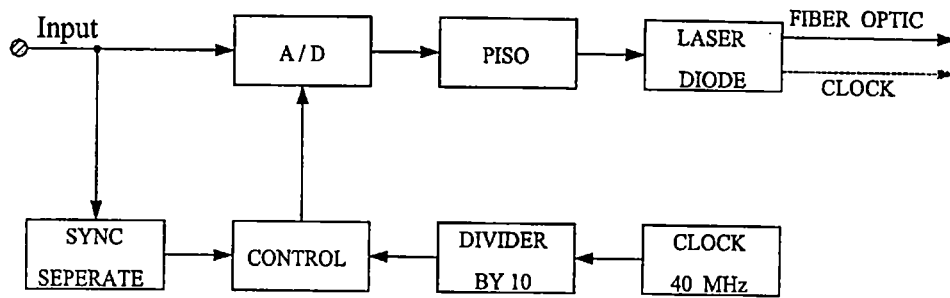 Input
A / D
PISO
LASER
DIODE
FIBER OPTIC
CLOCK
SYNC
SEPERATE
CONTROL
DIVIDER
BY 10
CLOCK
40 MHz